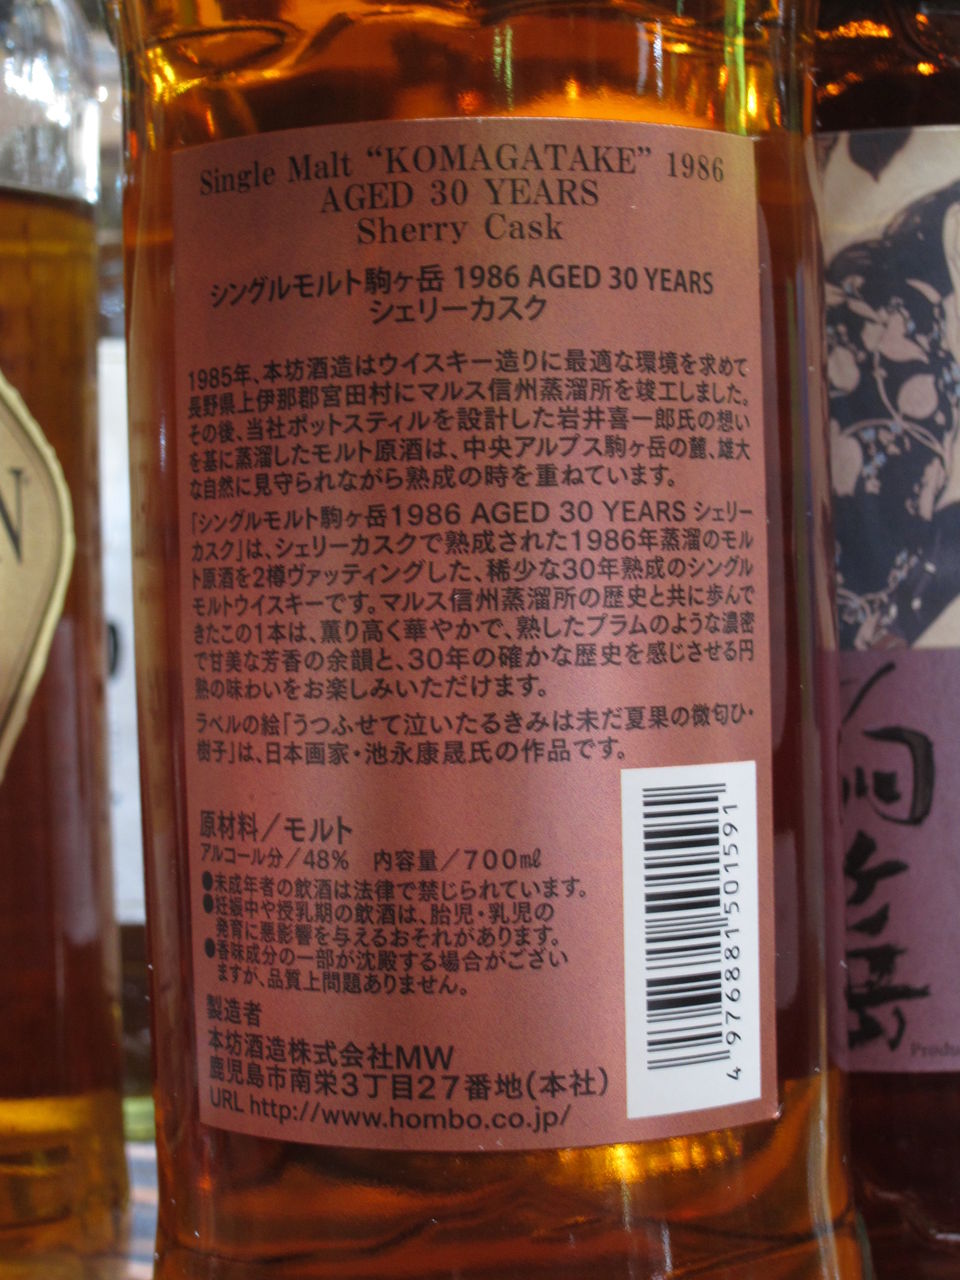 Single Malt “KOMAGATAKE” 1986
AGED 30 YEARS
Sherry Cask
シングルモルト駒ヶ岳 1986 AGED 30 YEARS
シェリーカスク
1985年、本坊酒造はウイスキー造りに最適な環境を求めて
長野県上伊那郡宮田村にマルス信州蒸溜所を竣工しました。
その後、当社ポットスティルを設計した岩井喜一郎氏の想い
を基に蒸溜したモルト原酒は、中央アルプス駒ヶ岳の麓、雄大
な自然に見守られながら熟成の時を重ねています。
「シングルモルト駒ヶ岳1986 AGED 30 YEARS シェリー
カスク」は、シェリーカスクで熟成された1986年蒸溜のモル
ト原酒を2樽ヴァッティングした、稀少な30年熟成のシングル
モルトウイスキーです。マルス信州蒸溜所の歴史と共に歩んで
きたこの1本は、薫り高く華やかで、熟したプラムのような濃密
で甘美な芳香の余韻と、30年の確かな歴史を感じさせる円
熟の味わいをお楽しみいただけます。
ラベルの絵「うつふせて泣いたるきみは未だ夏果の微匂ひ・
樹子」は、日本画家・池永康晟氏の作品です。
原材料／モルト
アルコール分／48% 内容量／700㎖
●未成年者の飲酒は法律で禁じられています。
●妊娠中や授乳期の飲酒は、胎児・乳児の
発育に悪影響を与えるおそれがあります。
●香味成分の一部が沈殿する場合がござい
ますが、品質上問題ありません。
製造者
本坊酒造株式会社MW
鹿児島市南栄3丁目27番地(本社)
URL http://www.hombo.co.jp/
4 976881 501591
N
駒ヶ岳
Produ